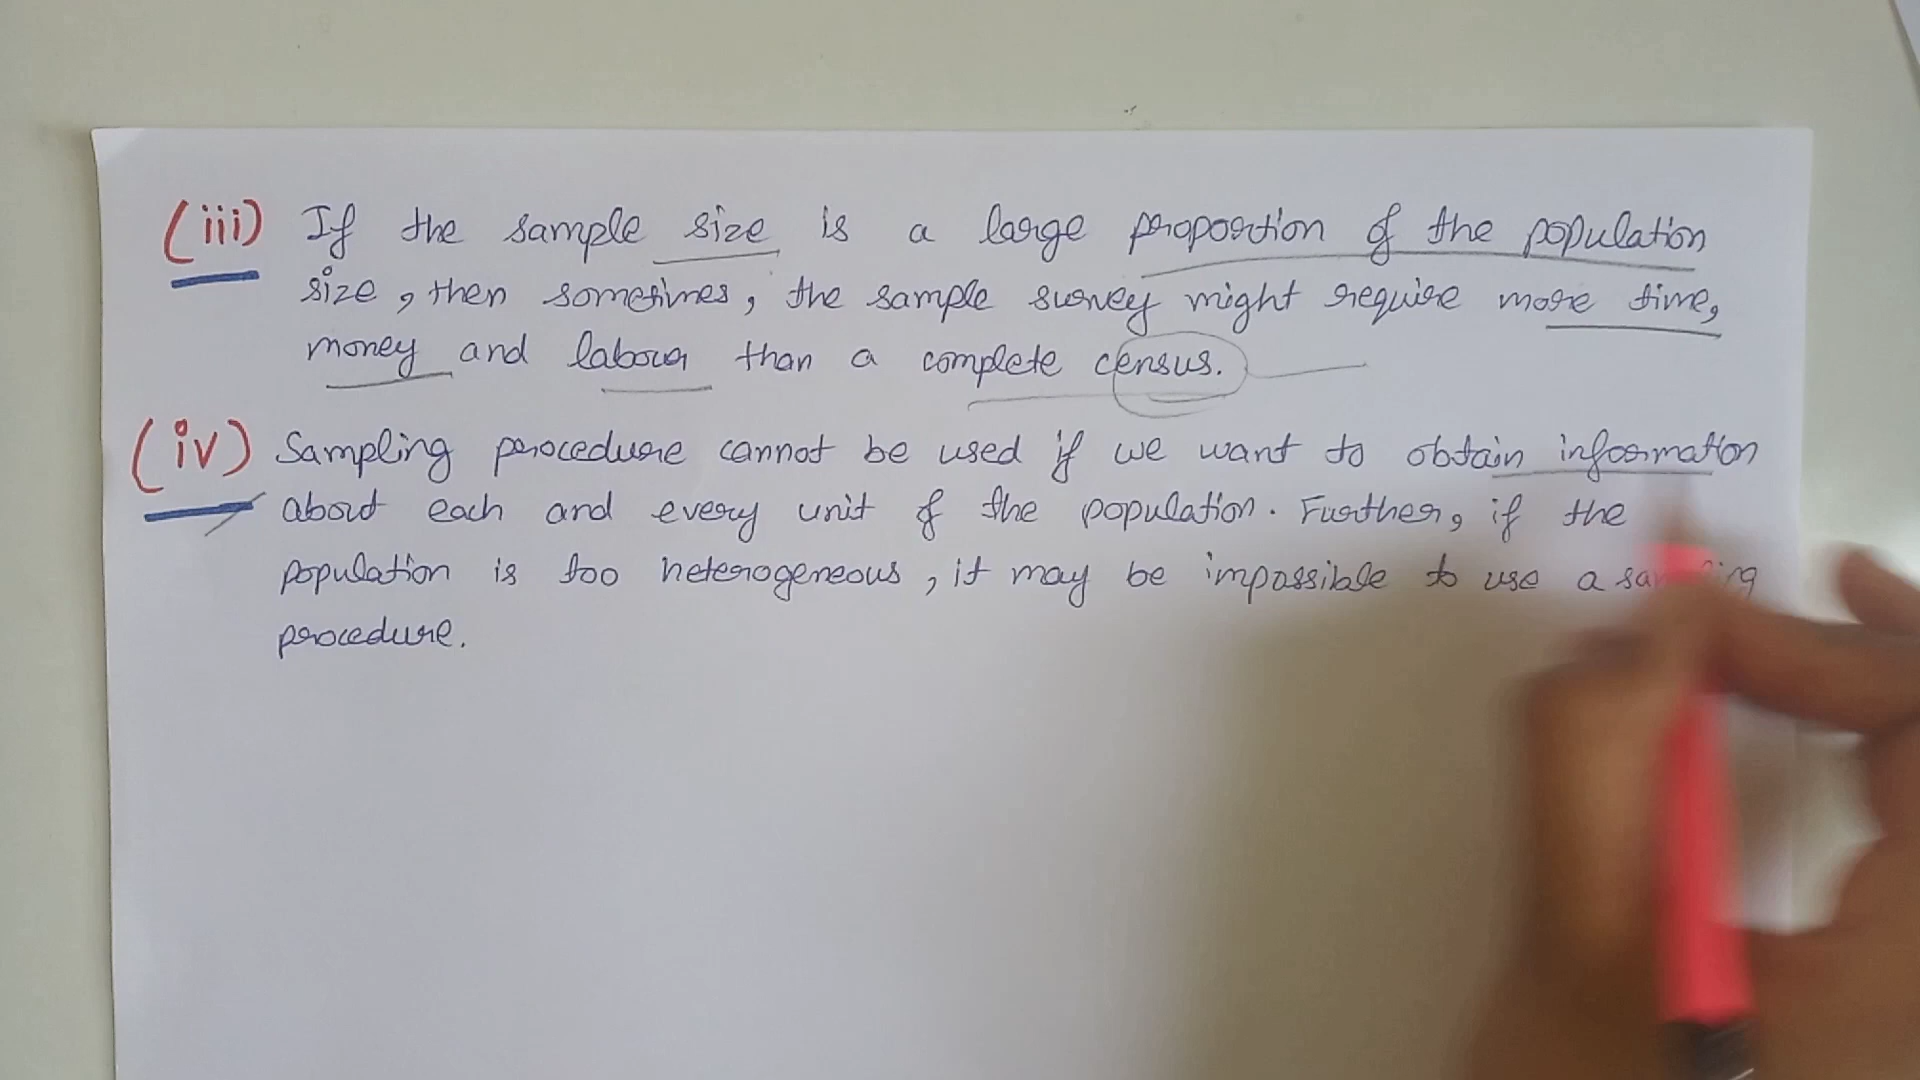 (iii) If the sample size is a large proportion of the population
size, then sometimes, the sample survey might require more time,
money and labour than a complete census.
(iv) Sampling procedure cannot be used if we want to obtain information
about each and every unit of the population. Further, if the
population is too heterogeneous, it may be impossible to use a sampling
procedure.